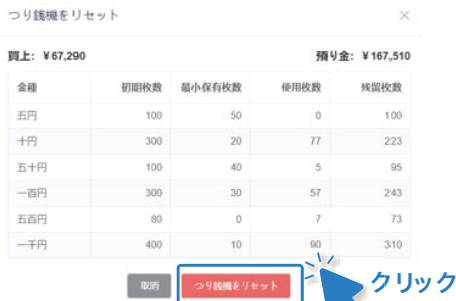 つり銭機をリセット ×
買上: ¥67,290 預り金: ¥167,510
金種 初期枚数 最小保有枚数 使用枚数 残留枚数
五円 100 50 0 100
十円 300 20 77 223
五十円 100 40 5 95
一百円 300 30 57 243
五百円 80 0 7 73
一千円 400 10 90 310
取消 つり銭機をリセット クリック